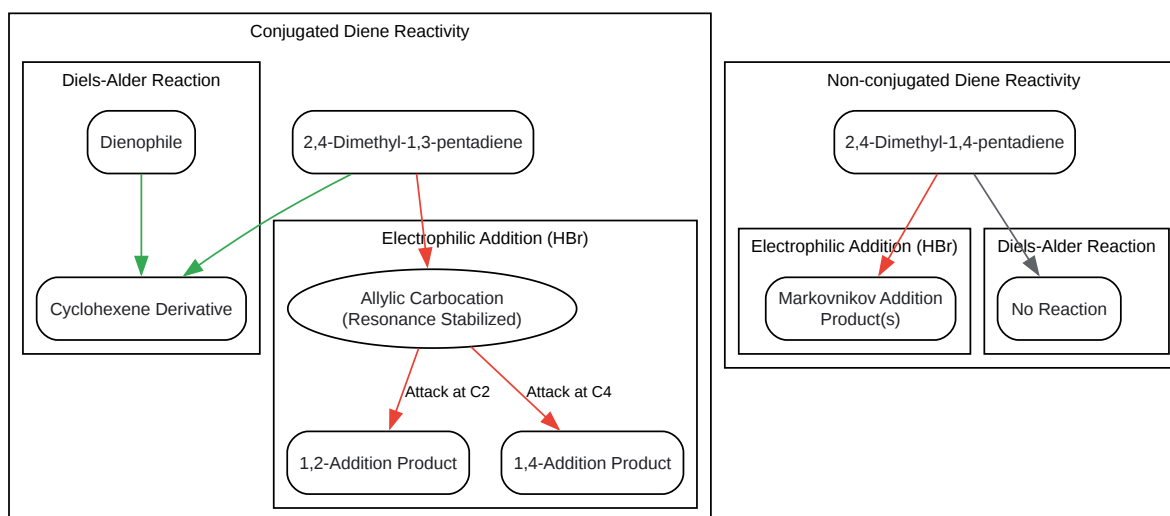 Conjugated Diene Reactivity
Diels-Alder Reaction
Dienophile
2,4-Dimethyl-1,3-pentadiene
Electrophilic Addition (HBr)
Cyclohexene Derivative
Allylic Carbocation
(Resonance Stabilized)
Attack at C2
Attack at C4
1,2-Addition Product
1,4-Addition Product
Non-conjugated Diene Reactivity
2,4-Dimethyl-1,4-pentadiene
Electrophilic Addition (HBr)
Markovnikov Addition
Product(s)
Diels-Alder Reaction
No Reaction